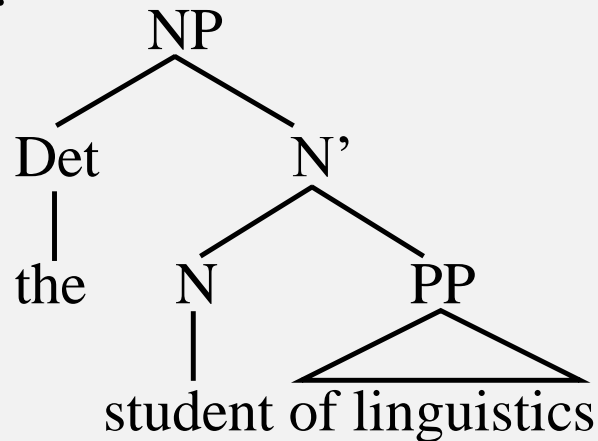 NP
Det N’
the N PP
student of linguistics